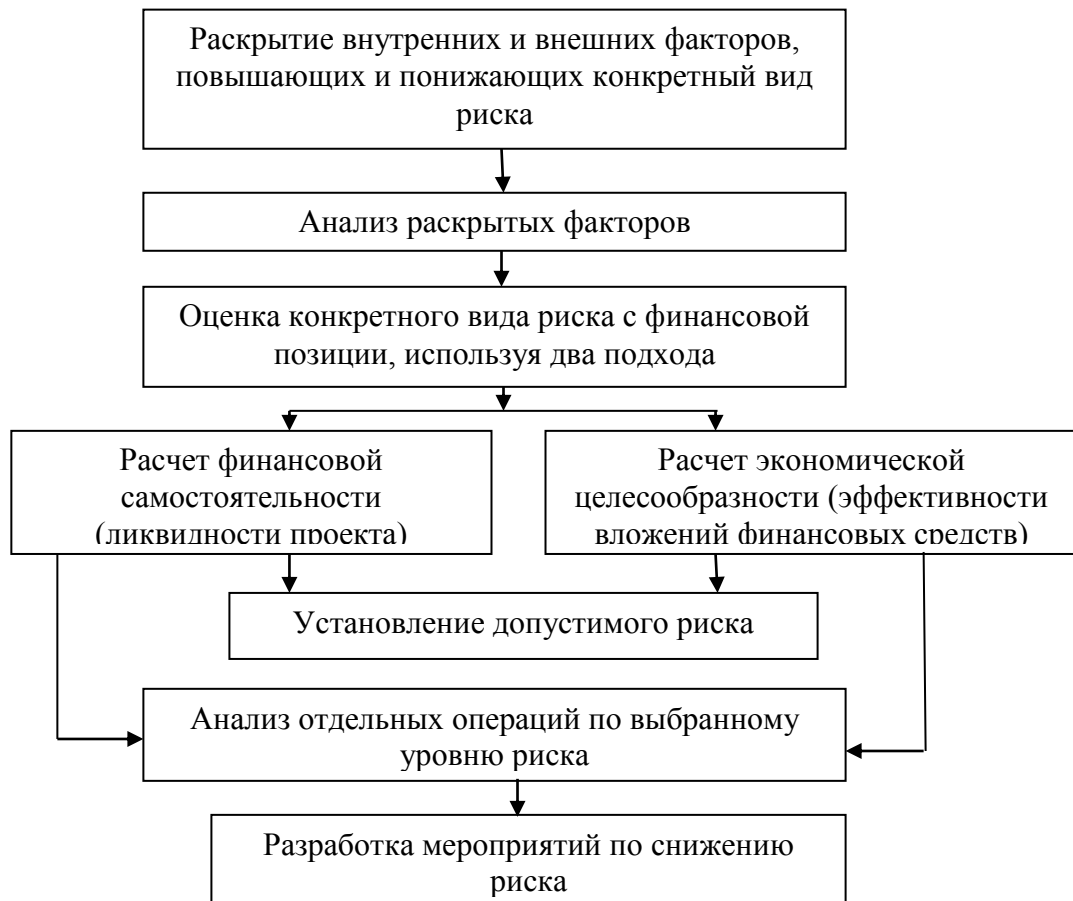 Раскрытие внутренних и внешних факторов,
повышающих и понижающих конкретный вид
риска
Анализ раскрытых факторов
Оценка конкретного вида риска с финансовой
позиции, используя два подхода
Расчет финансовой
самостоятельности
(ликвидности проекта)
Расчет экономической
целесообразности (эффективности
вложений финансовых средств)
Установление допустимого риска
Анализ отдельных операций по выбранному
уровню риска
Разработка мероприятий по снижению
риска